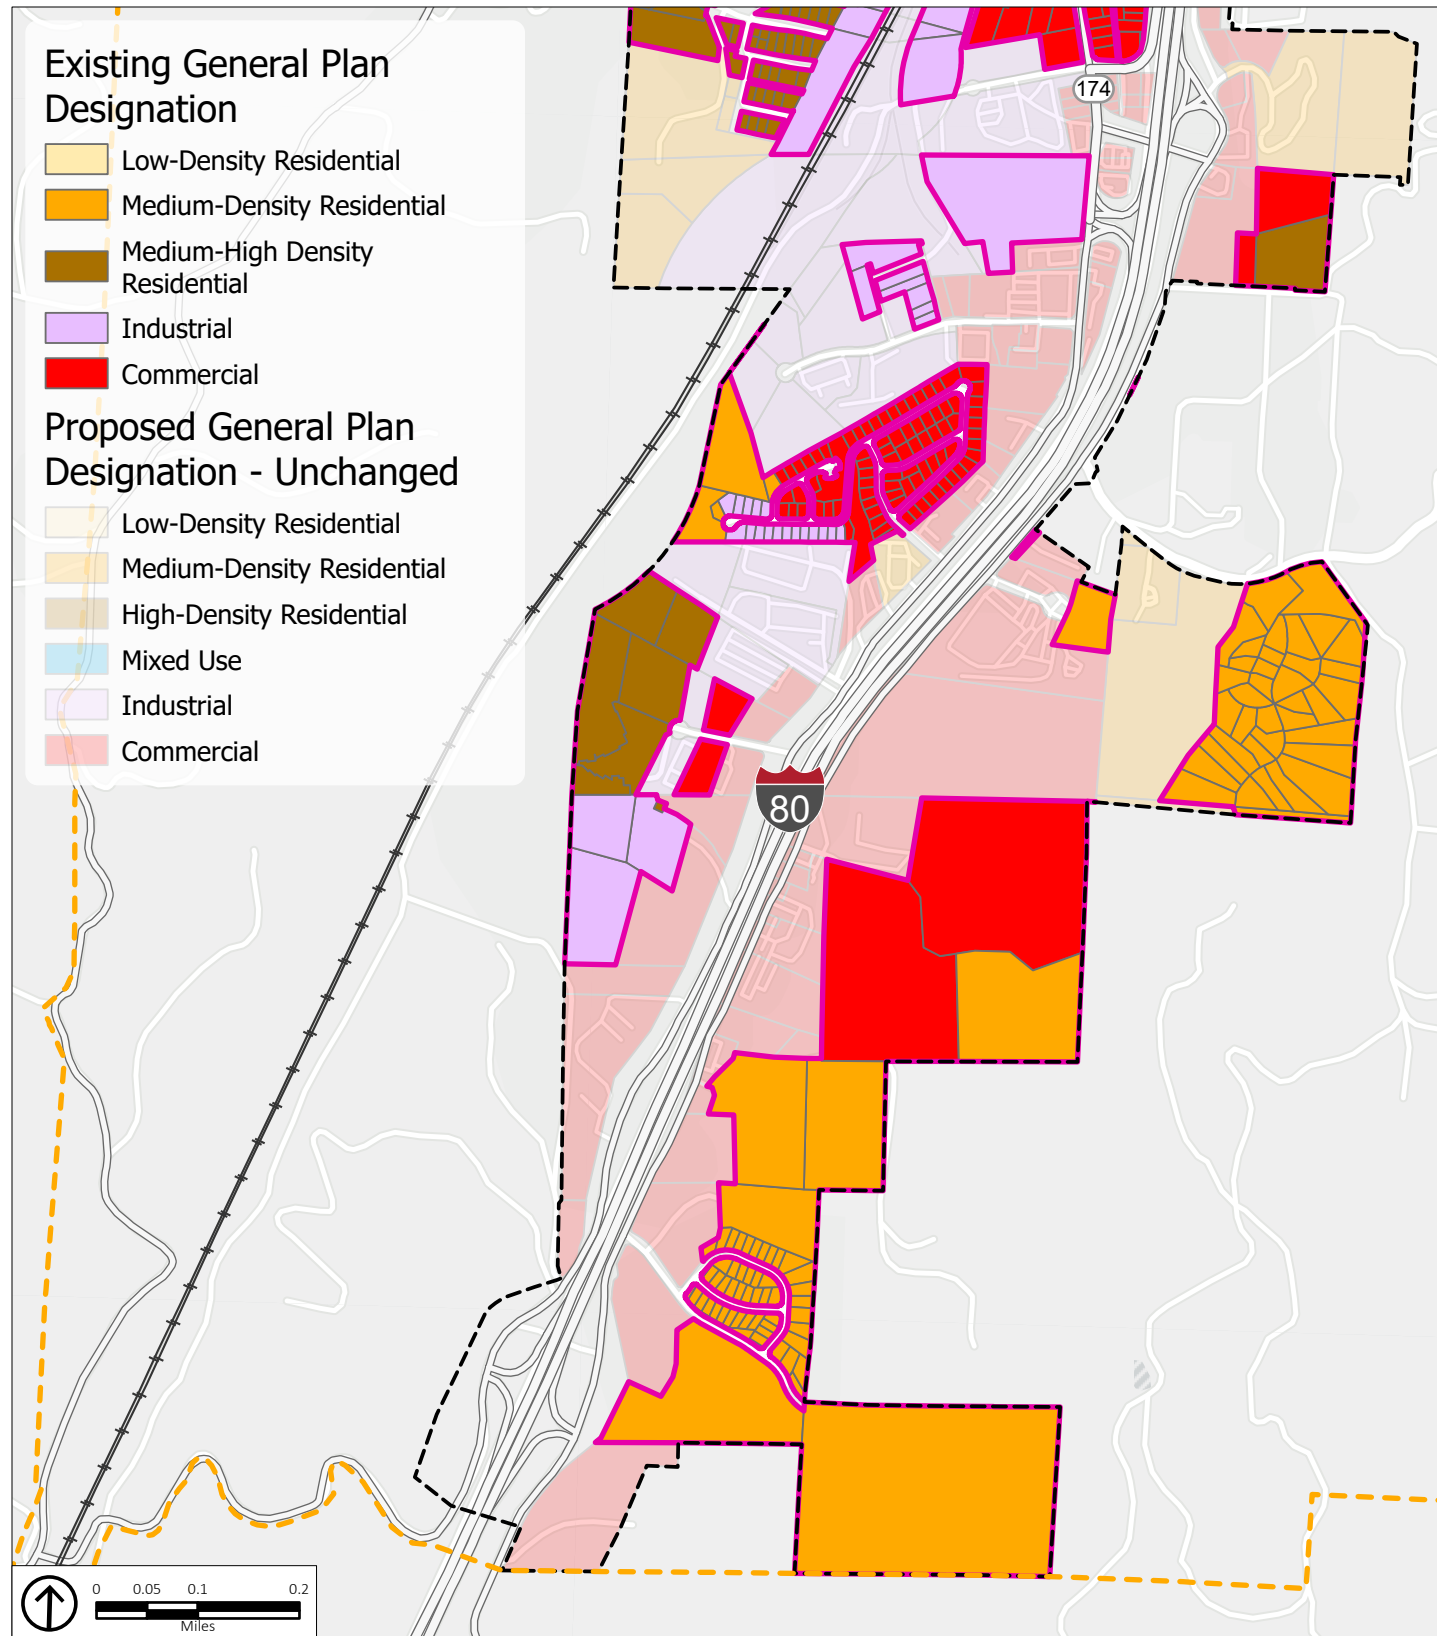 Existing General Plan
Designation
Low-Density Residential
Medium-Density Residential
Medium-High Density
Residential
Industrial
Commercial
Proposed General Plan
Designation - Unchanged
Low-Density Residential
Medium-Density Residential
High-Density Residential
Mixed Use
Industrial
Commercial
174
80
0 0.05 0.1 0.2
Miles